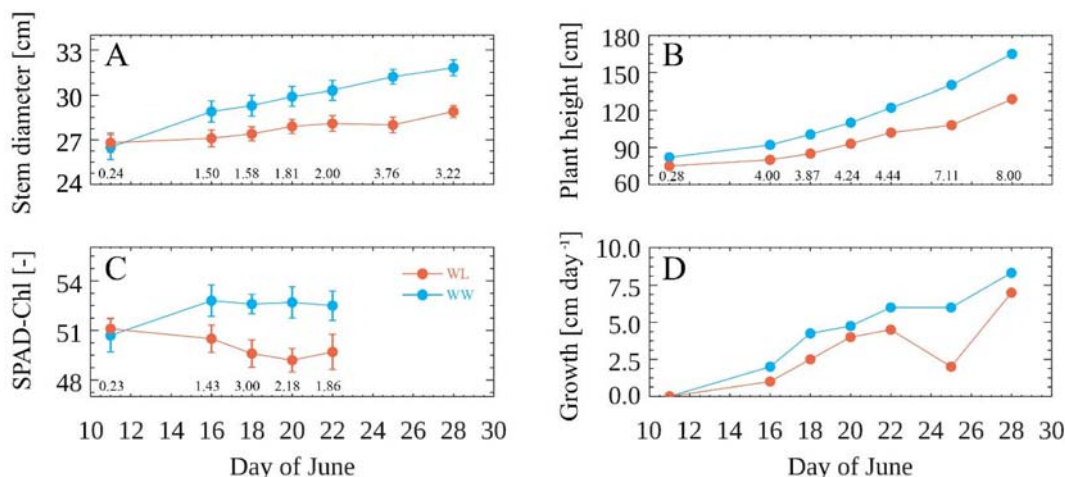 Stem diameter [cm]
A
33
30
27
24
0.24 1.50 1.58 1.81 2.00 3.76 3.22
Plant height [cm]
B
180
150
120
90
60
0.28 4.00 3.87 4.24 4.44 7.11 8.00
SPAD-Chl [-]
C
54
51
48
WL
WW
0.23 1.43 3.00 2.18 1.86
10 12 14 16 18 20 22 24 26 28 30
Day of June
Growth [cm day⁻¹]
D
10.0
7.5
5.0
2.5
0.0
10 12 14 16 18 20 22 24 26 28 30
Day of June